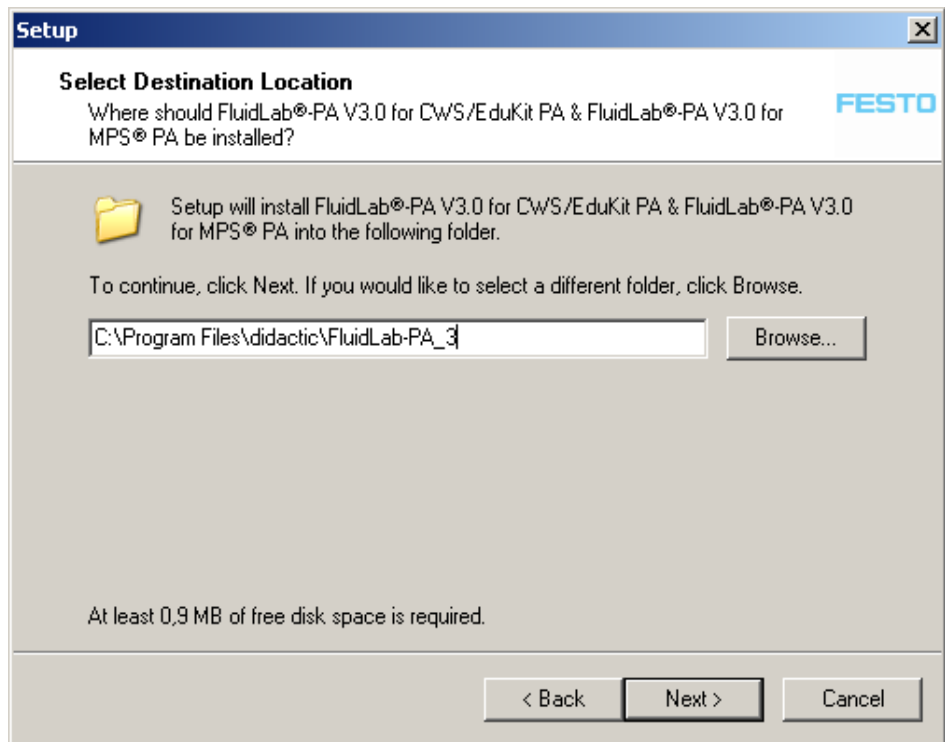 Setup
Select Destination Location
Where should FluidLab®-PA V3.0 for CWS/EduKit PA & FluidLab®-PA V3.0 for
MPS® PA be installed?
FESTO
Setup will install FluidLab®-PA V3.0 for CWS/EduKit PA & FluidLab®-PA V3.0
for MPS® PA into the following folder.
To continue, click Next. If you would like to select a different folder, click Browse.
C:\Program Files\didactic\FluidLab-PA_3
Browse...
At least 0,9 MB of free disk space is required.
< Back
Next >
Cancel